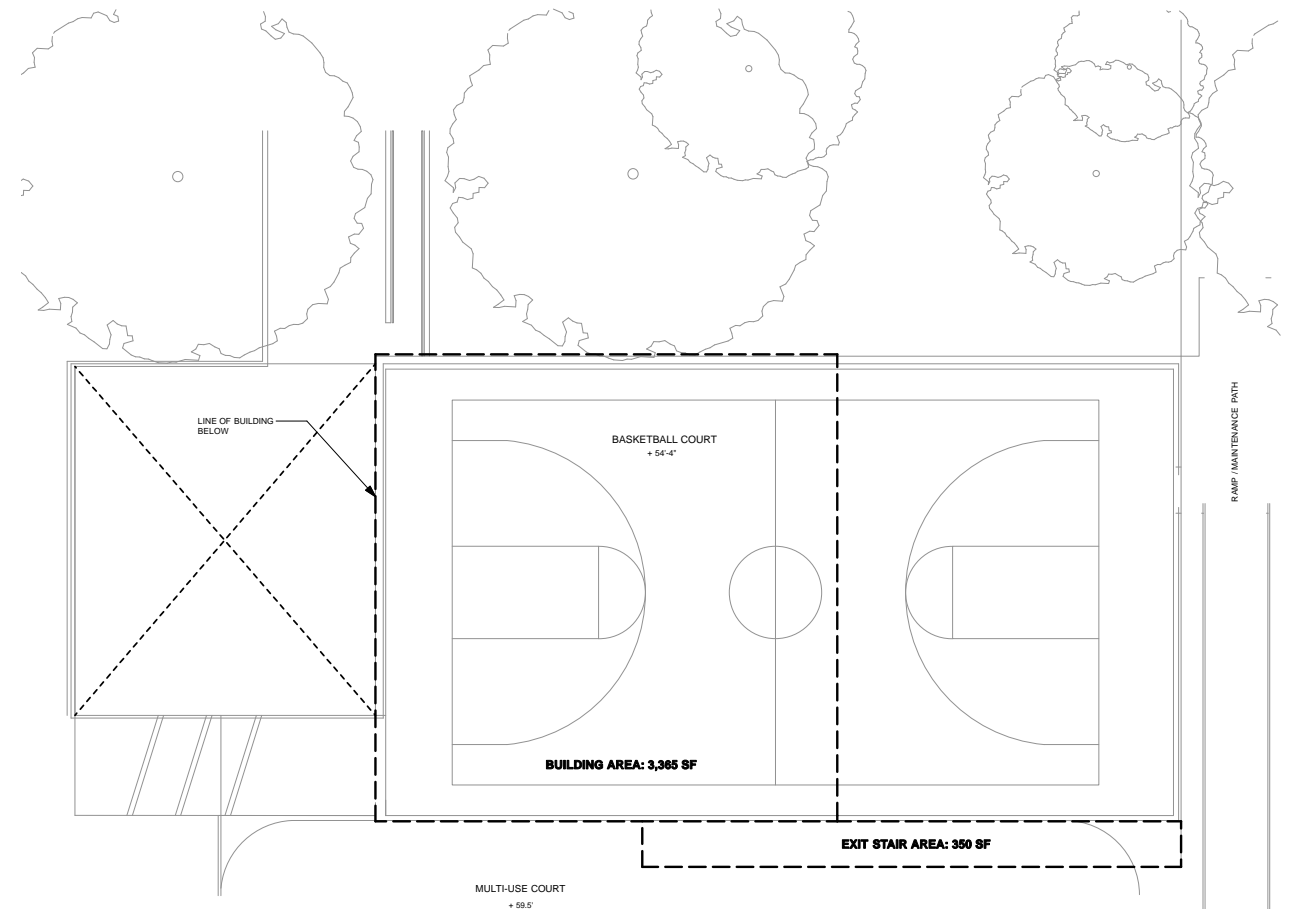 LINE OF BUILDING
BELOW
BASKETBALL COURT
+ 54'-4"
RAMP / MAINTENANCE PATH
BUILDING AREA: 3,365 SF
EXIT STAIR AREA: 350 SF
MULTI-USE COURT
+ 59.5'